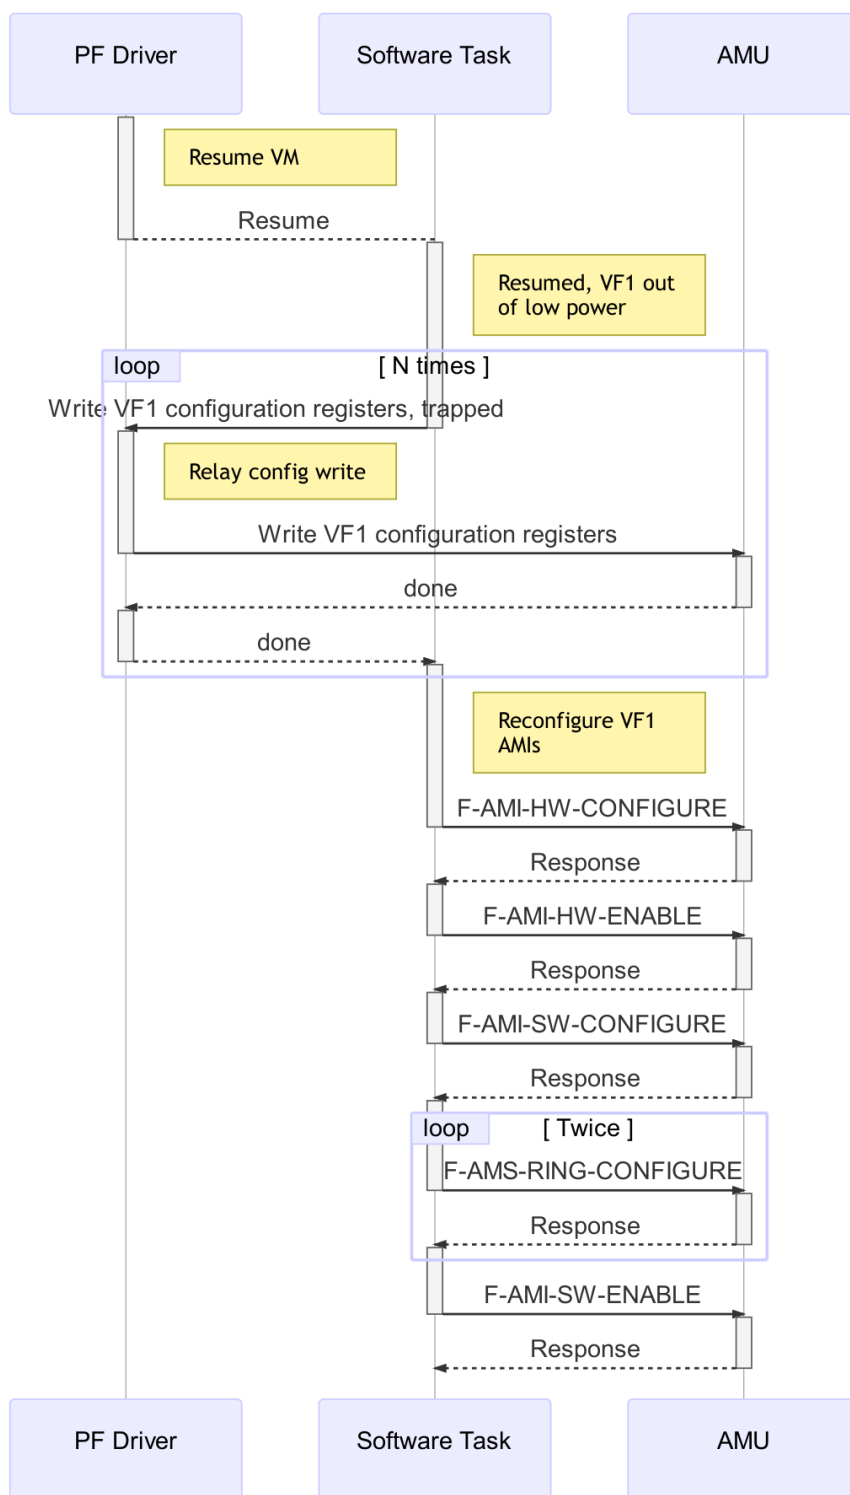 PF Driver
Software Task
AMU
Resume VM
Resume
Resumed, VF1 out
of low power
loop
[ N times ]
Write VF1 configuration registers, trapped
Relay config write
Write VF1 configuration registers
done
done
Reconfigure VF1
AMIs
F-AMI-HW-CONFIGURE
Response
F-AMI-HW-ENABLE
Response
F-AMI-SW-CONFIGURE
Response
loop
[ Twice ]
F-AMS-RING-CONFIGURE
Response
F-AMI-SW-ENABLE
Response
PF Driver
Software Task
AMU